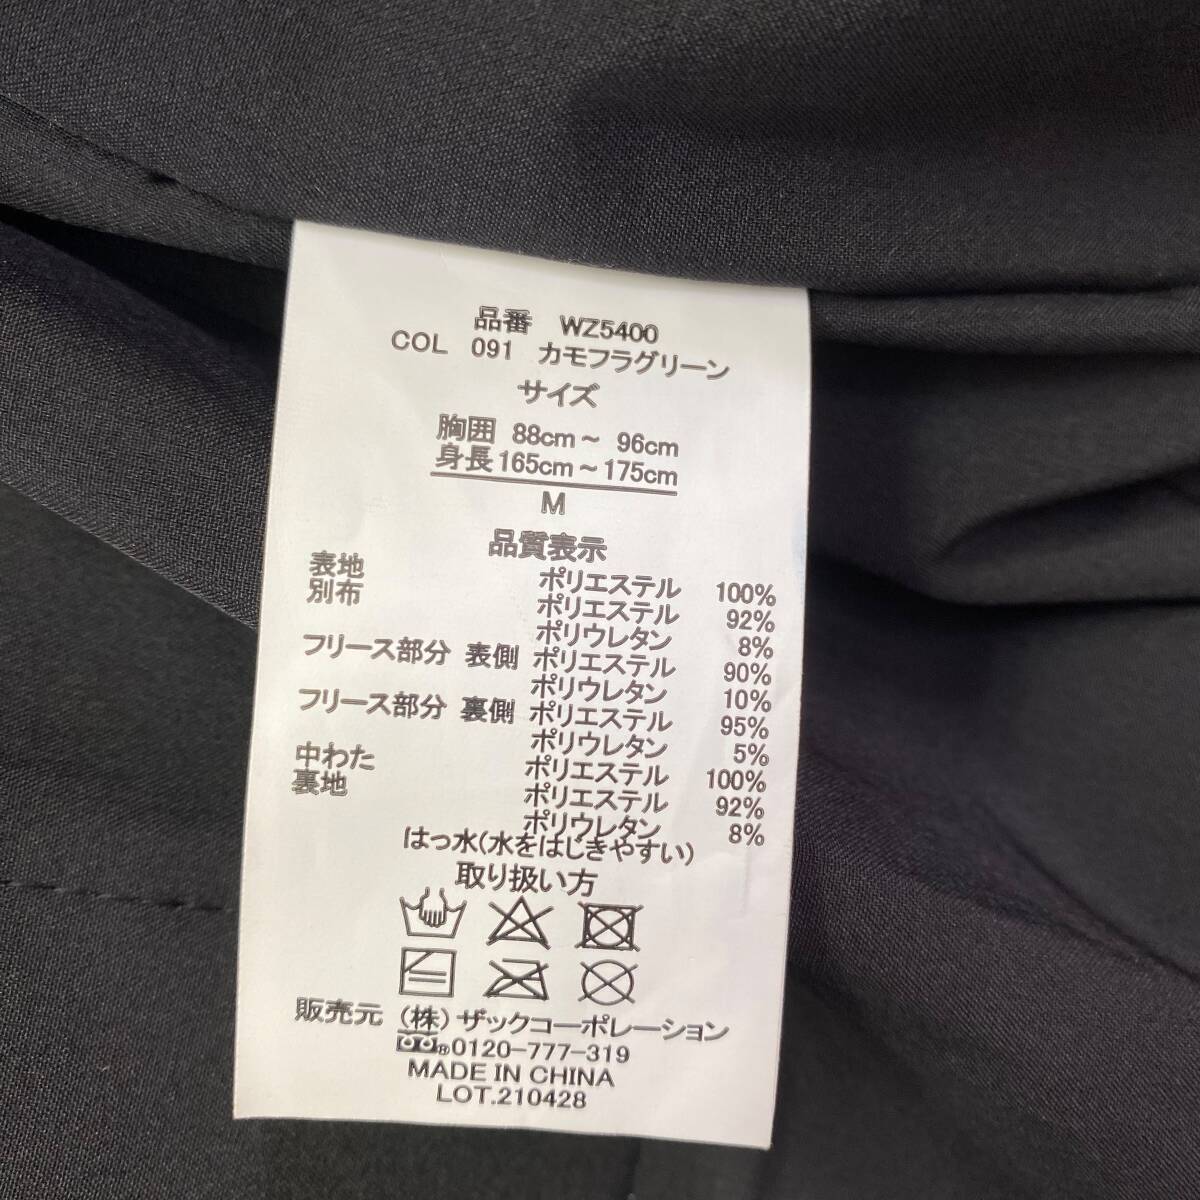 品番 WZ5400
COL 091 カモフラグリーン
サイズ
胸囲 88cm～ 96cm
身長165cm～175cm
M
品質表示
表地 ポリエステル 100%
別布 ポリエステル 92%
ポリウレタン 8%
フリース部分 表側 ポリエステル 90%
ポリウレタン 10%
フリース部分 裏側 ポリエステル 95%
ポリウレタン 5%
中わた ポリエステル 100%
裏地 ポリエステル 92%
ポリウレタン 8%
はっ水(水をはじきやすい)
取り扱い方
販売元 (株)ザックコーポレーション
®0120-777-319
MADE IN CHINA
LOT.210428